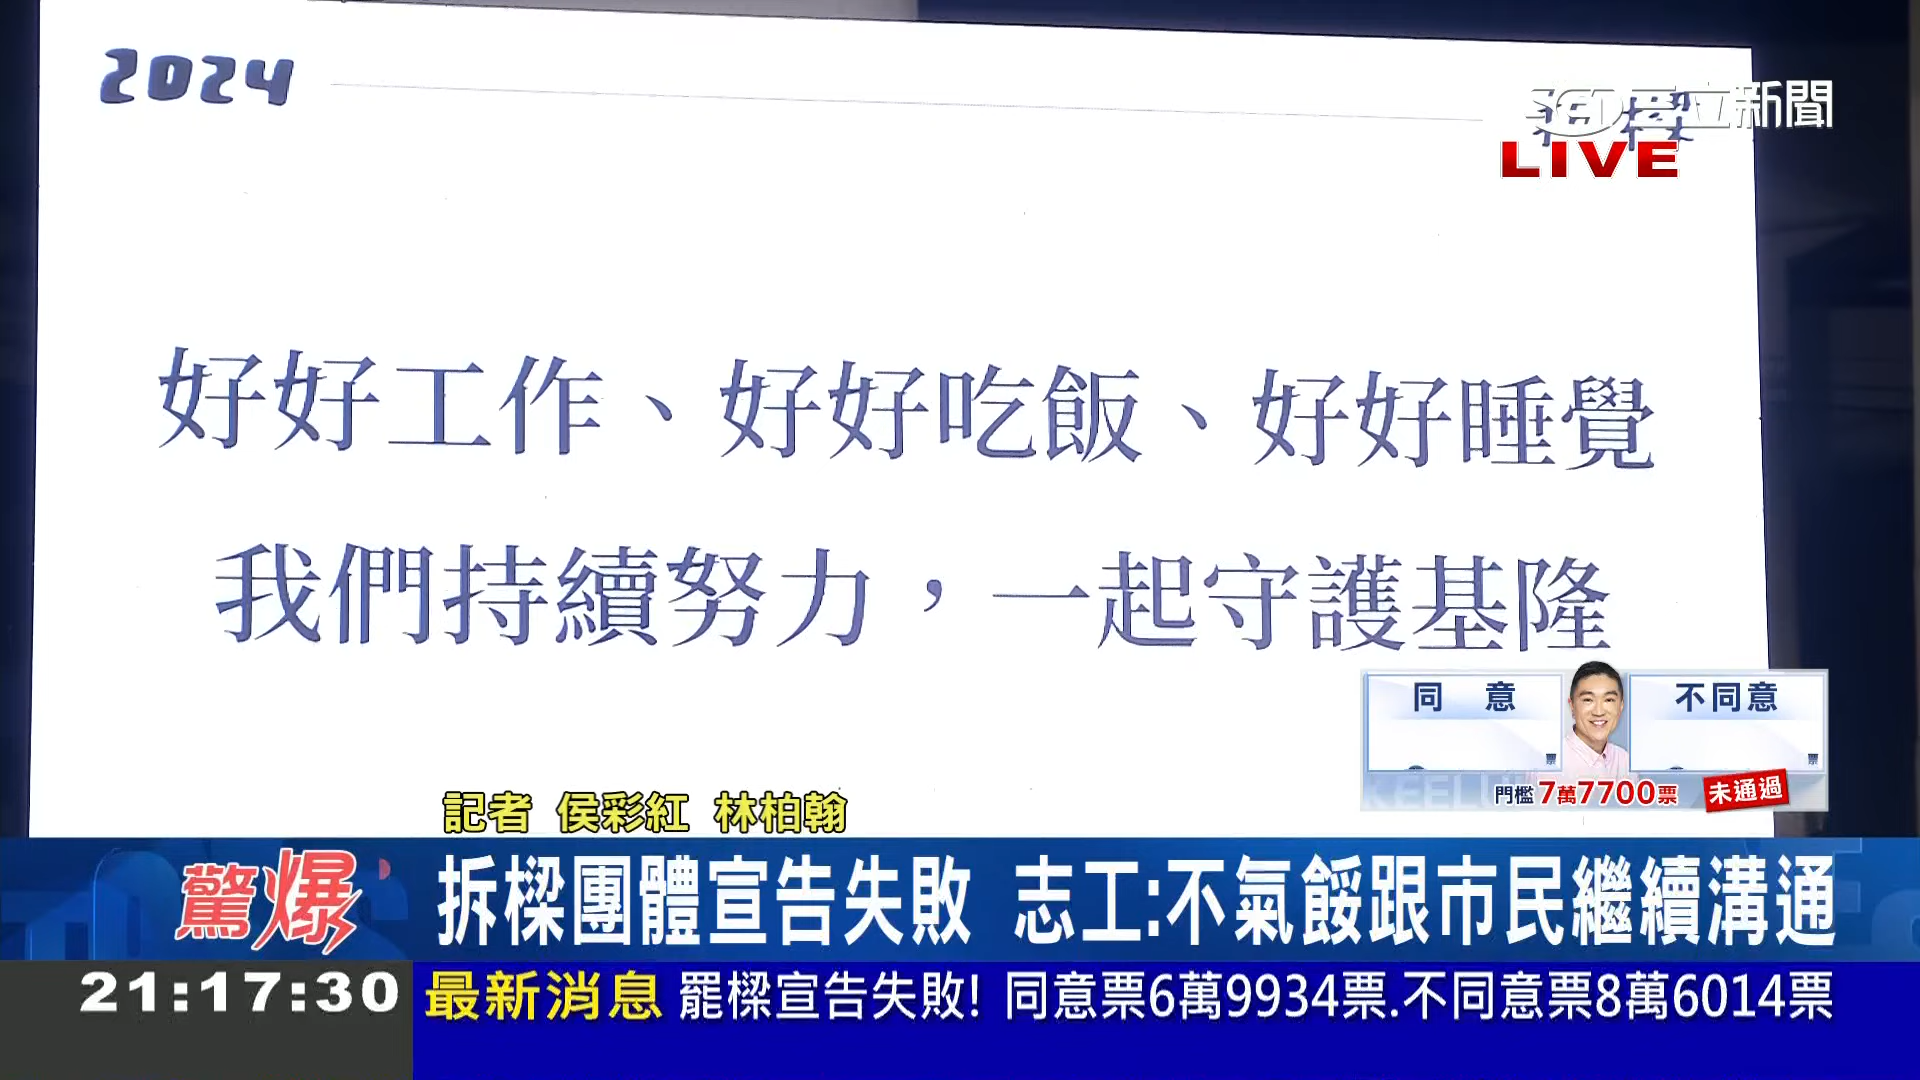 2024
三立新聞
LIVE
好好工作、好好吃飯、好好睡覺
我們持續努力，一起守護基隆
同意
不同意
票
票
門檻7萬7700票
未通過
記者 侯彩紅 林柏翰
驚爆
拆樑團體宣告失敗 志工:不氣餒跟市民繼續溝通
21:17:30
最新消息 罷樑宣告失敗! 同意票6萬9934票.不同意票8萬6014票